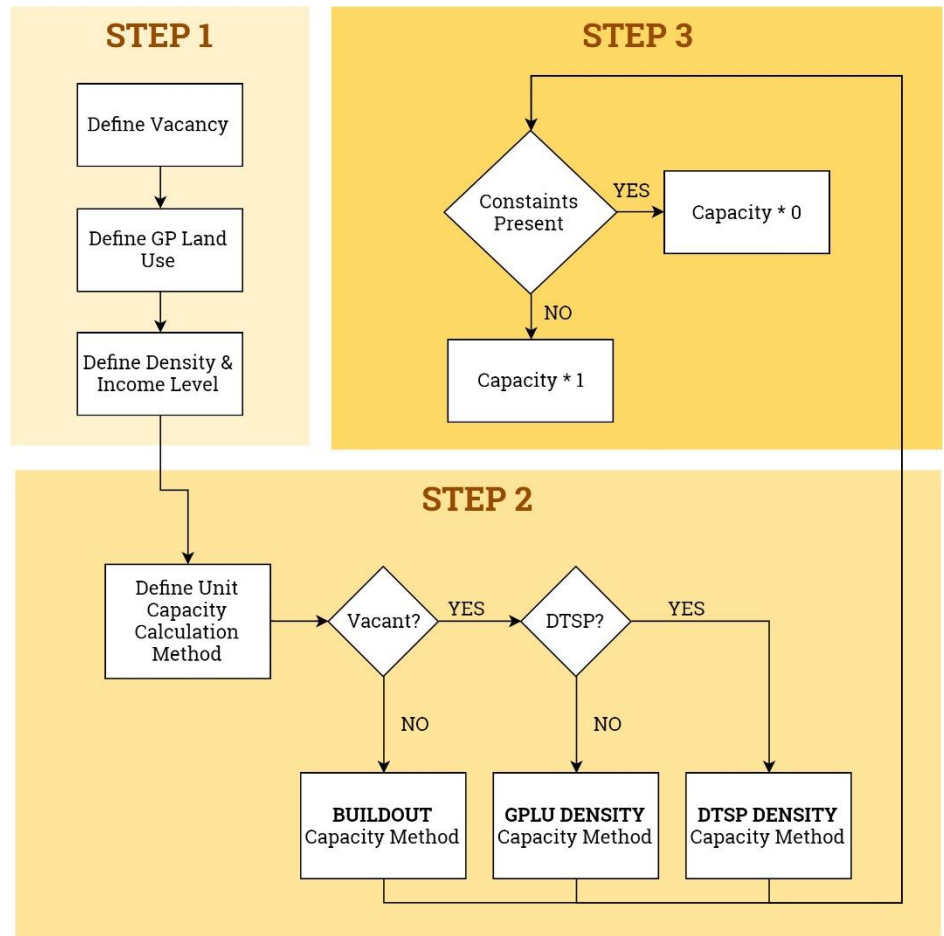 STEP 1
Define Vacancy
Define GP Land
Use
Define Density &
Income Level
STEP 2
Define Unit
Capacity
Calculation
Method
Vacant?
YES
DTSP?
YES
NO
NO
BUILDOUT
Capacity Method
GPLU DENSITY
Capacity Method
DTSP DENSITY
Capacity Method
STEP 3
Constaints
Present
YES
Capacity * 0
NO
Capacity * 1